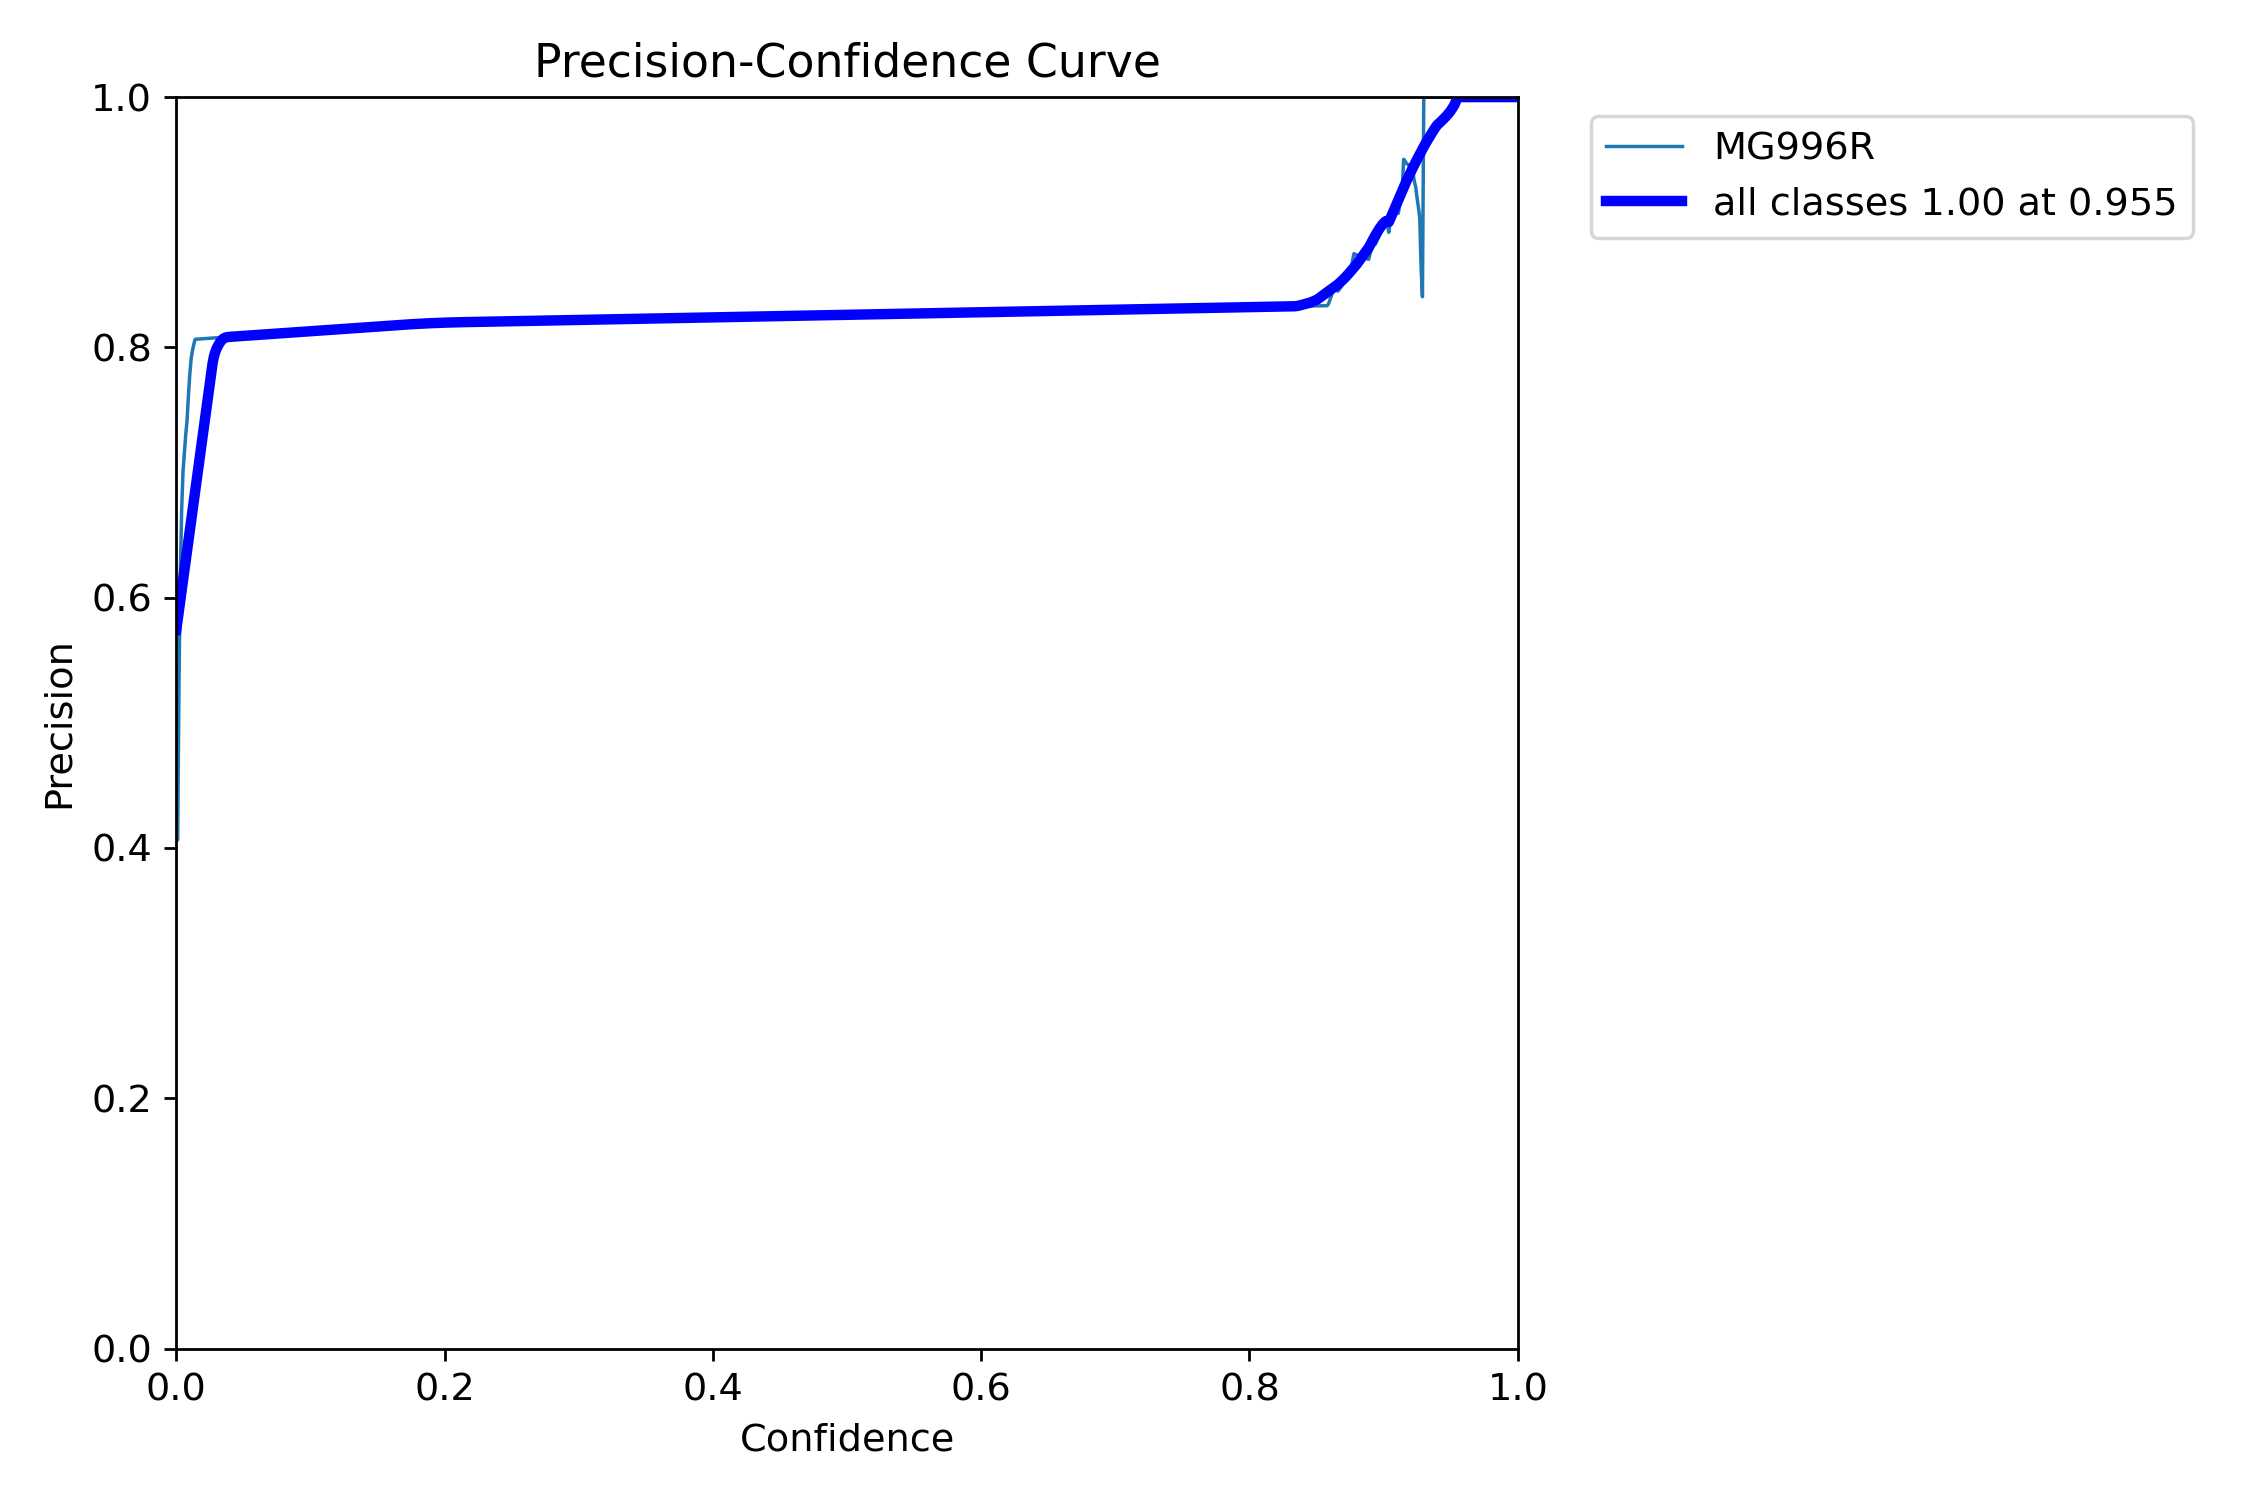 Precision-Confidence Curve
MG996R
all classes 1.00 at 0.955
Precision
1.0
0.8
0.6
0.4
0.2
0.0
0.0 0.2 0.4 0.6 0.8 1.0
Confidence